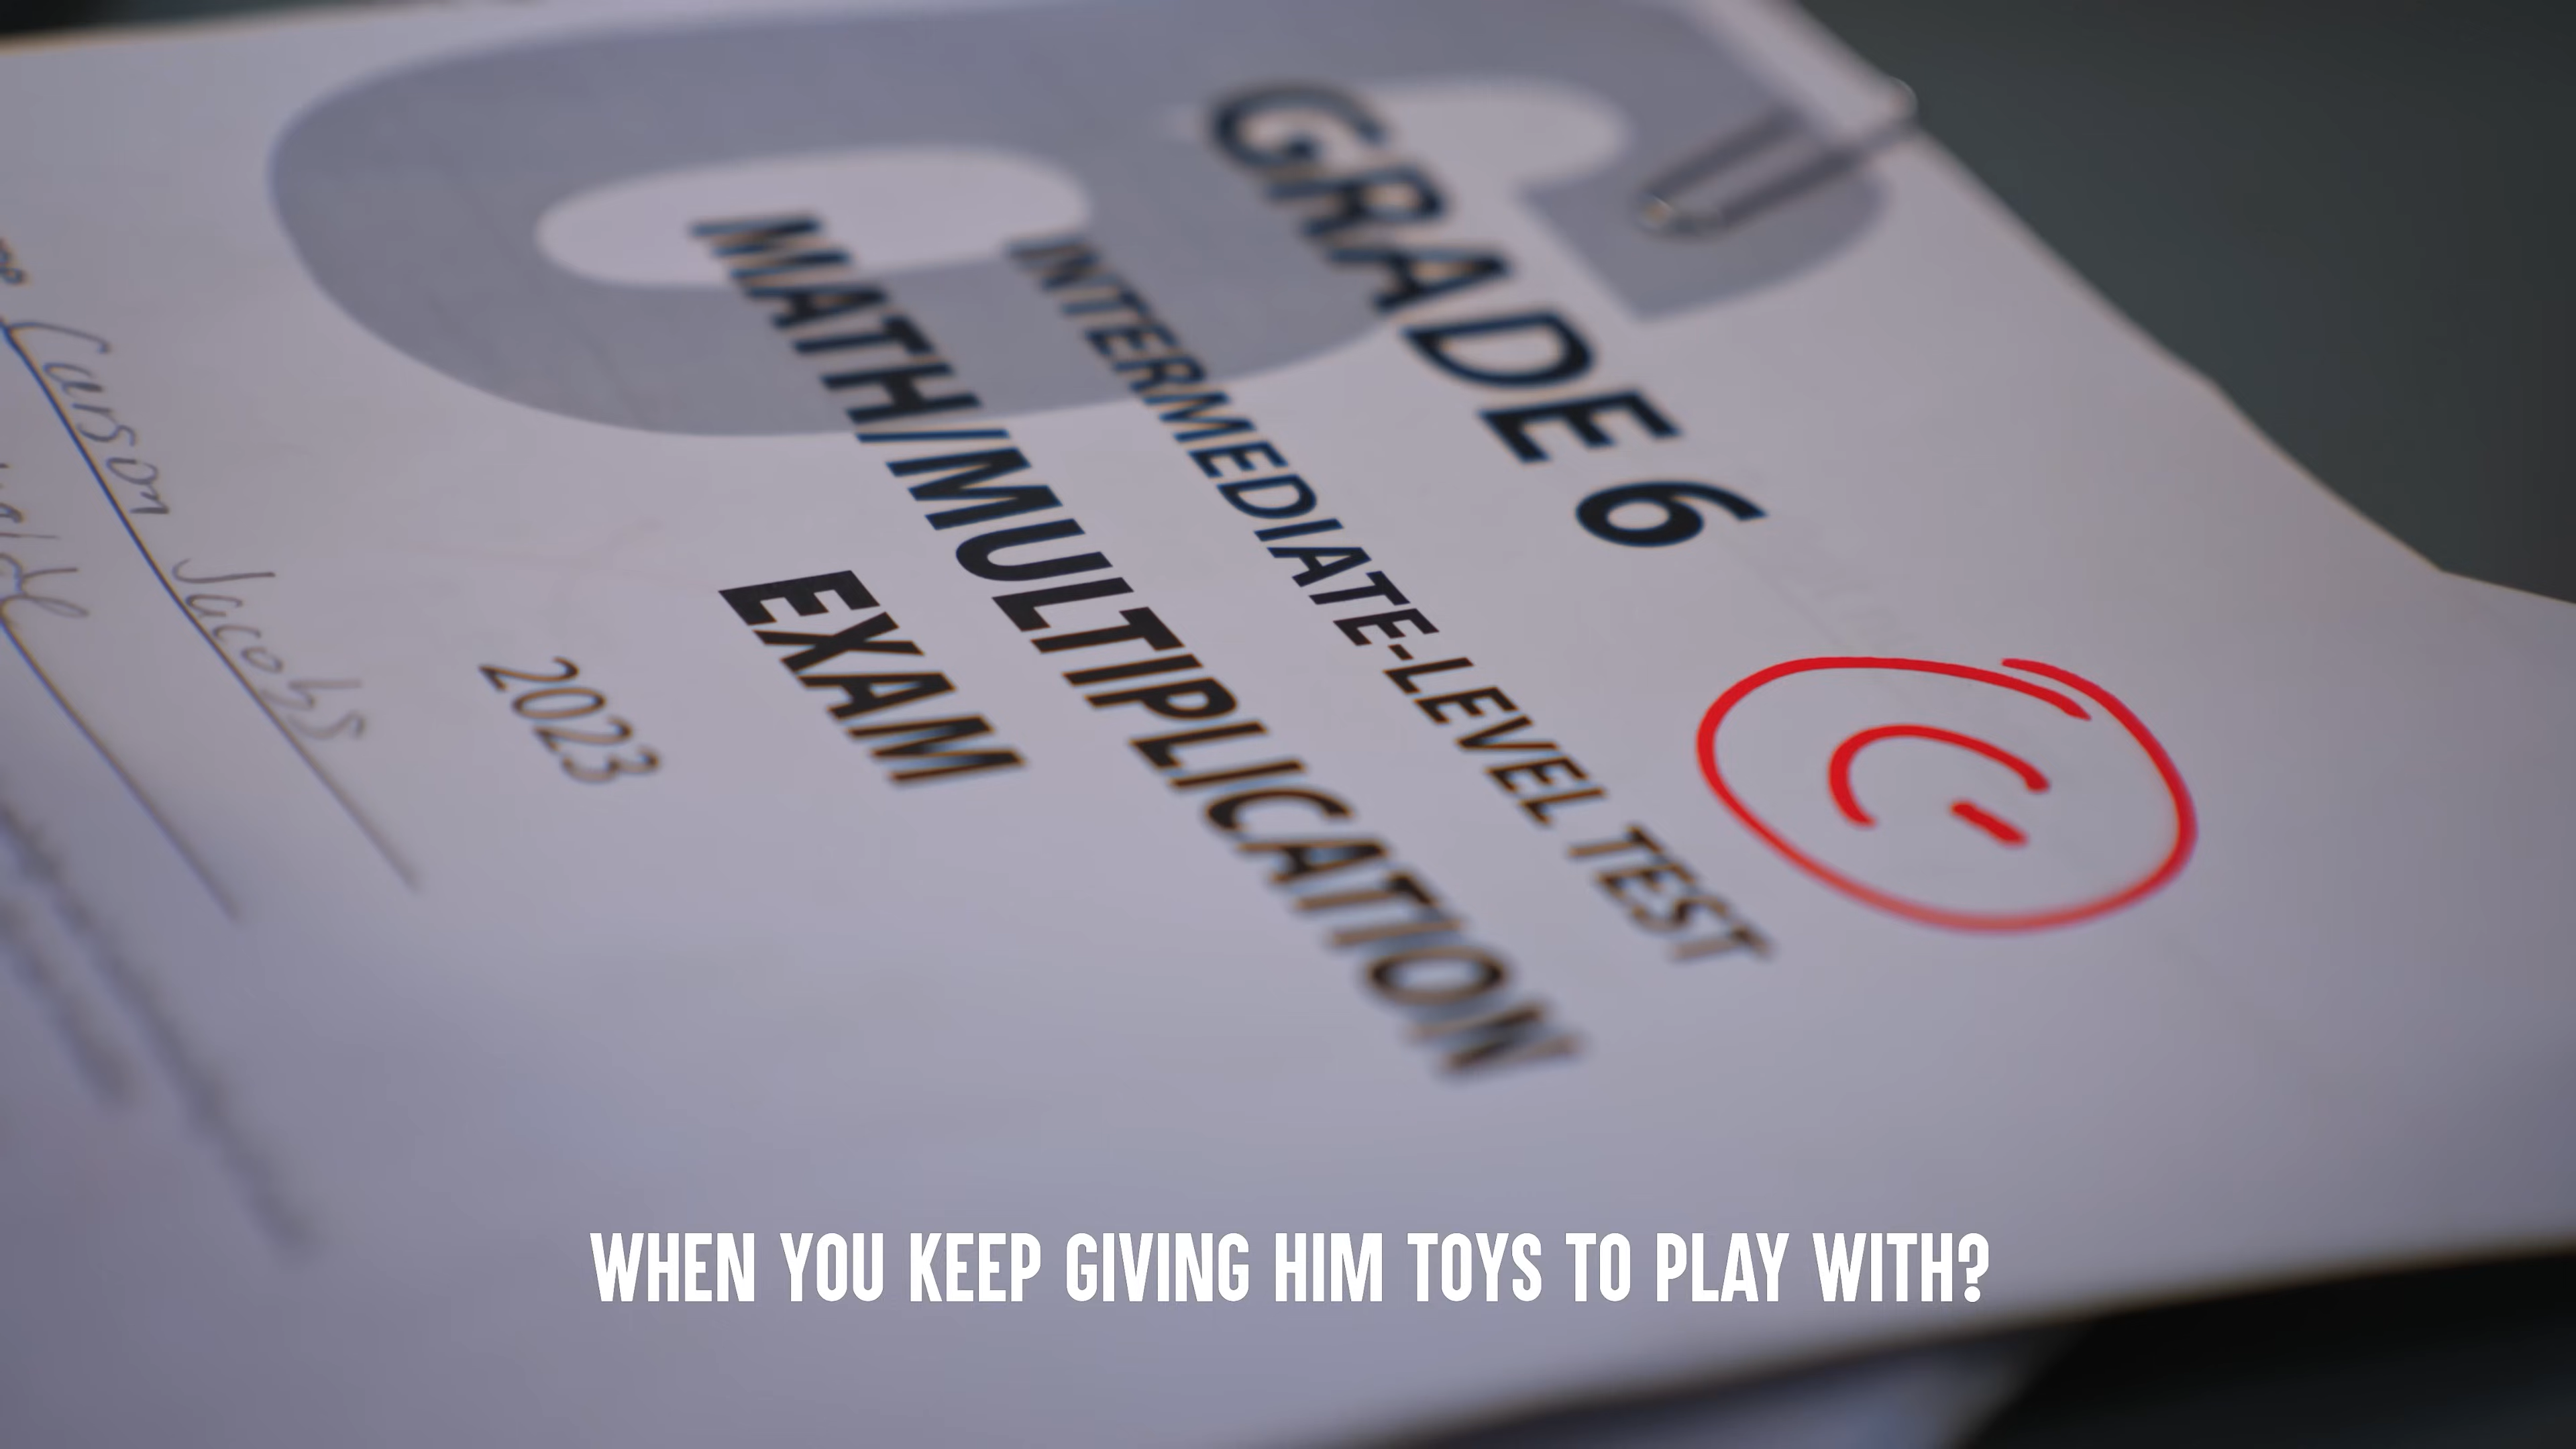 GRADE 6
INTERMEDIATE-LEVEL TEST
MATH/MULTIPLICATION
EXAM
C-
2023
Carson Jacobs
WHEN YOU KEEP GIVING HIM TOYS TO PLAY WITH?